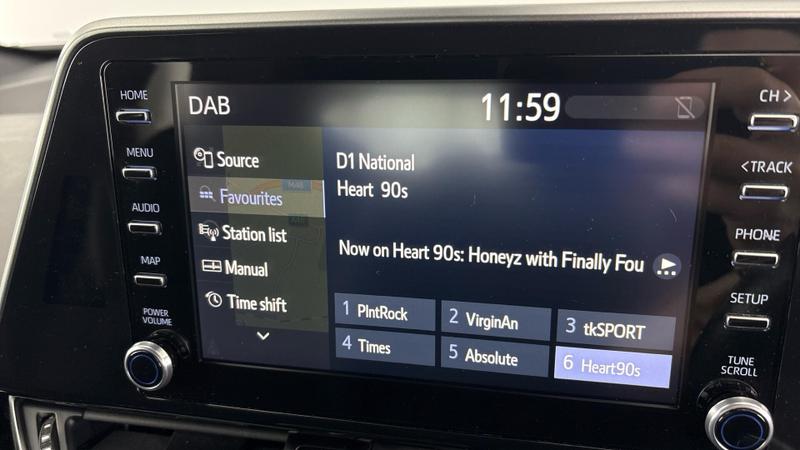 HOME
MENU
AUDIO
MAP
POWER
VOLUME
DAB
11:59
Source
Favourites
Station list
Manual
Time shift
D1 National
Heart 90s
Now on Heart 90s: Honeyz with Finally Fou
1 PlntRock
2 VirginAn
3 tkSPORT
4 Times
5 Absolute
6 Heart90s
CH >
< TRACK
PHONE
SETUP
TUNE
SCROLL